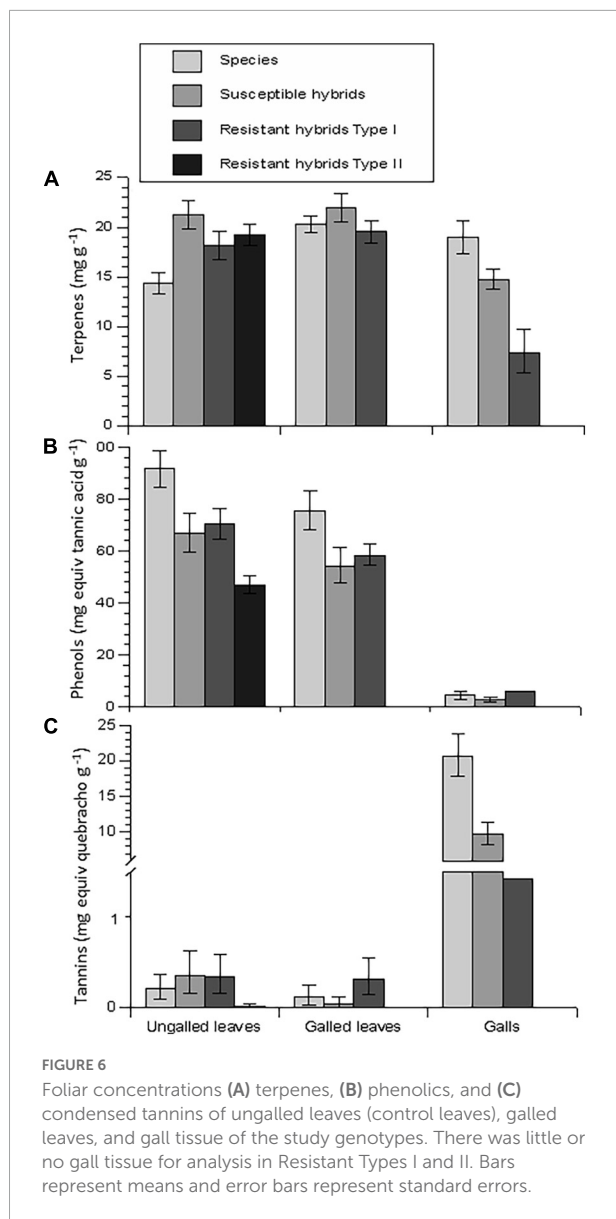 Species
Susceptible hybrids
Resistant hybrids Type I
Resistant hybrids Type II
A
Terpenes (mg g-1)
25
20
15
10
5
0
B
Phenols (mg equiv tannic acid g-1)
00
80
60
40
20
0
C
Tannins (mg equiv quebracho g-1)
25
20
10
1
0
Ungalled leaves Galled leaves Galls
FIGURE 6
Foliar concentrations (A) terpenes, (B) phenolics, and (C)
condensed tannins of ungalled leaves (control leaves), galled
leaves, and gall tissue of the study genotypes. There was little or
no gall tissue for analysis in Resistant Types I and II. Bars
represent means and error bars represent standard errors.